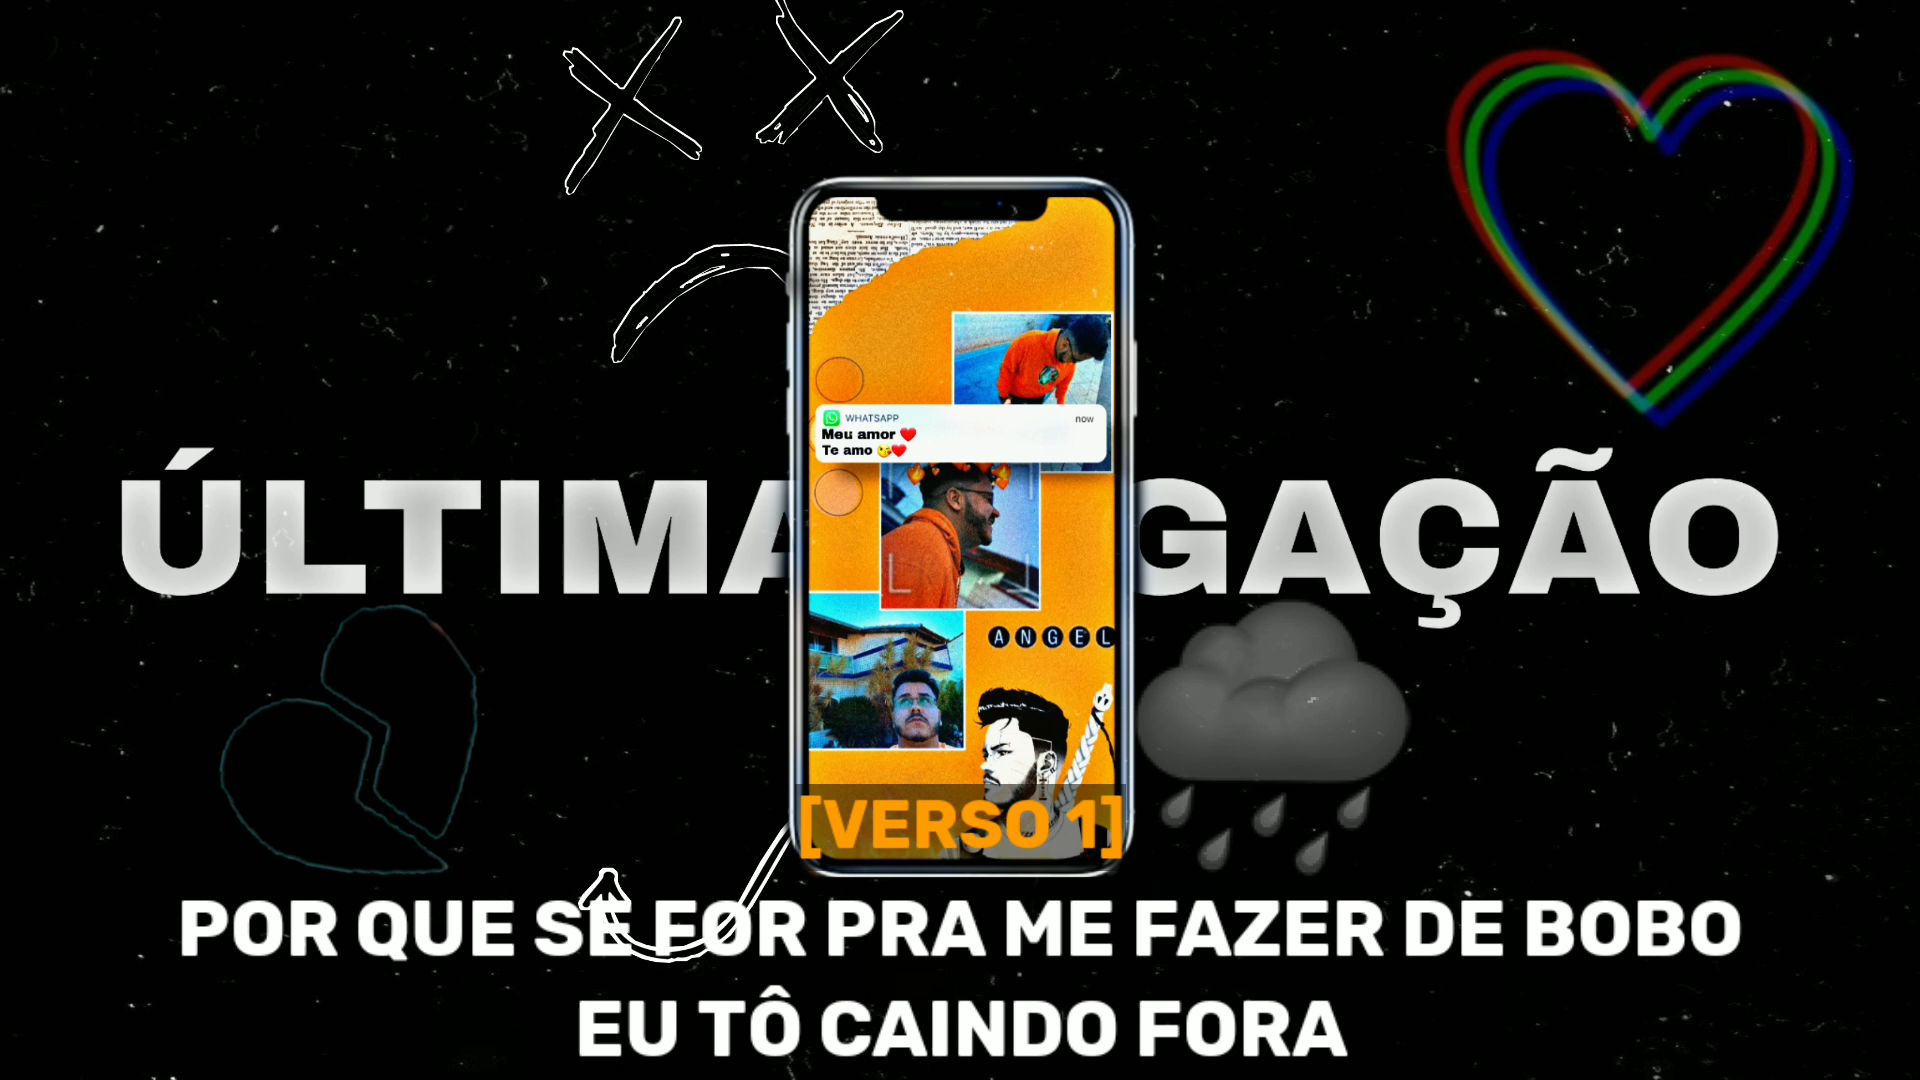 WHATSAPP now
Meu amor ❤️
Te amo 😘❤️
ÚLTIMA GAÇÃO
ANGEL
[VERSO 1]
POR QUE SE FOR PRA ME FAZER DE BOBO
EU TÔ CAINDO FORA